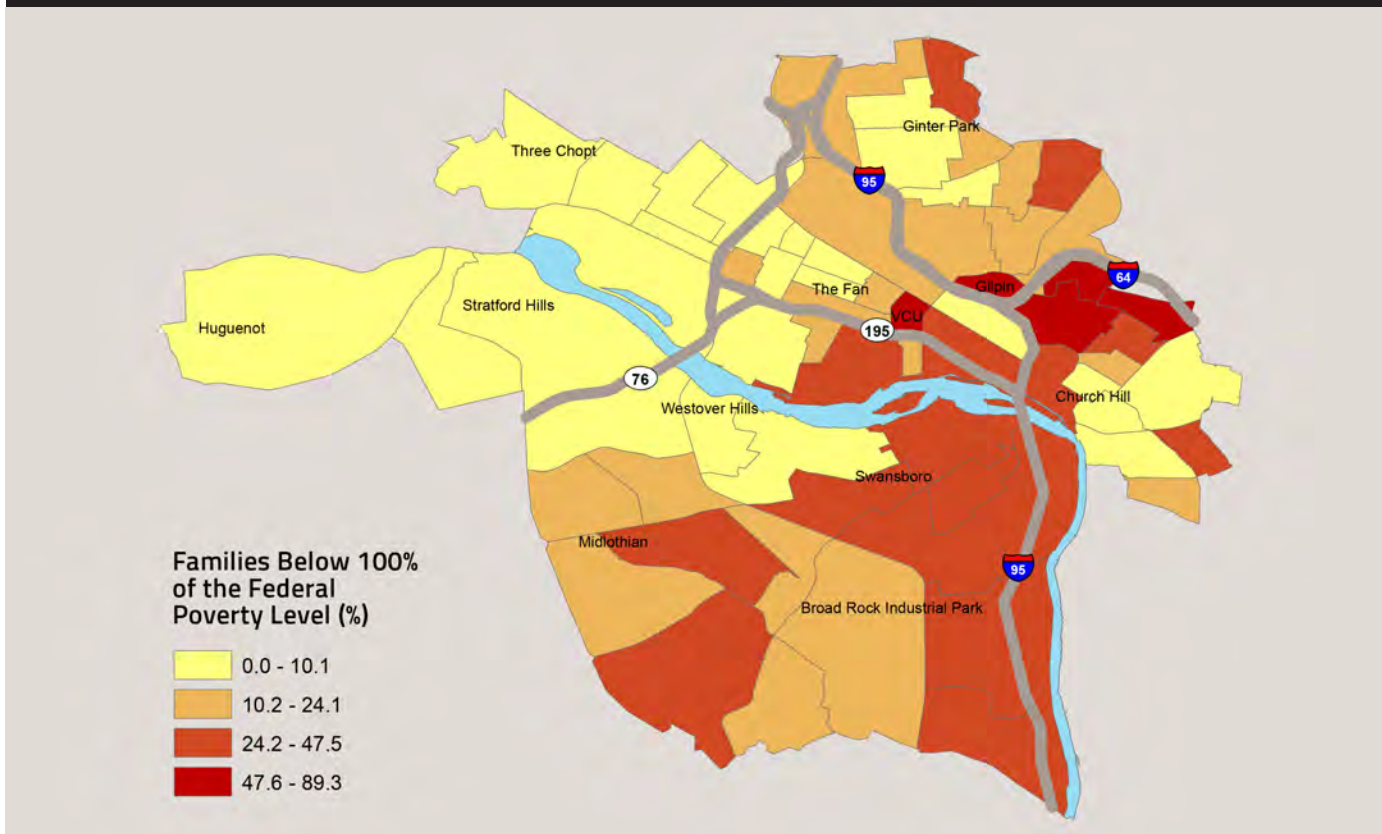 Ginter Park
Three Chopt
95
64
Gilpin
The Fan
VCU
195
Stratford Hills
Huguenot
76
Church Hill
Westover Hills
Swansboro
Midlothian
95
Broad Rock Industrial Park
Families Below 100%
of the Federal
Poverty Level (%)
0.0 - 10.1
10.2 - 24.1
24.2 - 47.5
47.6 - 89.3